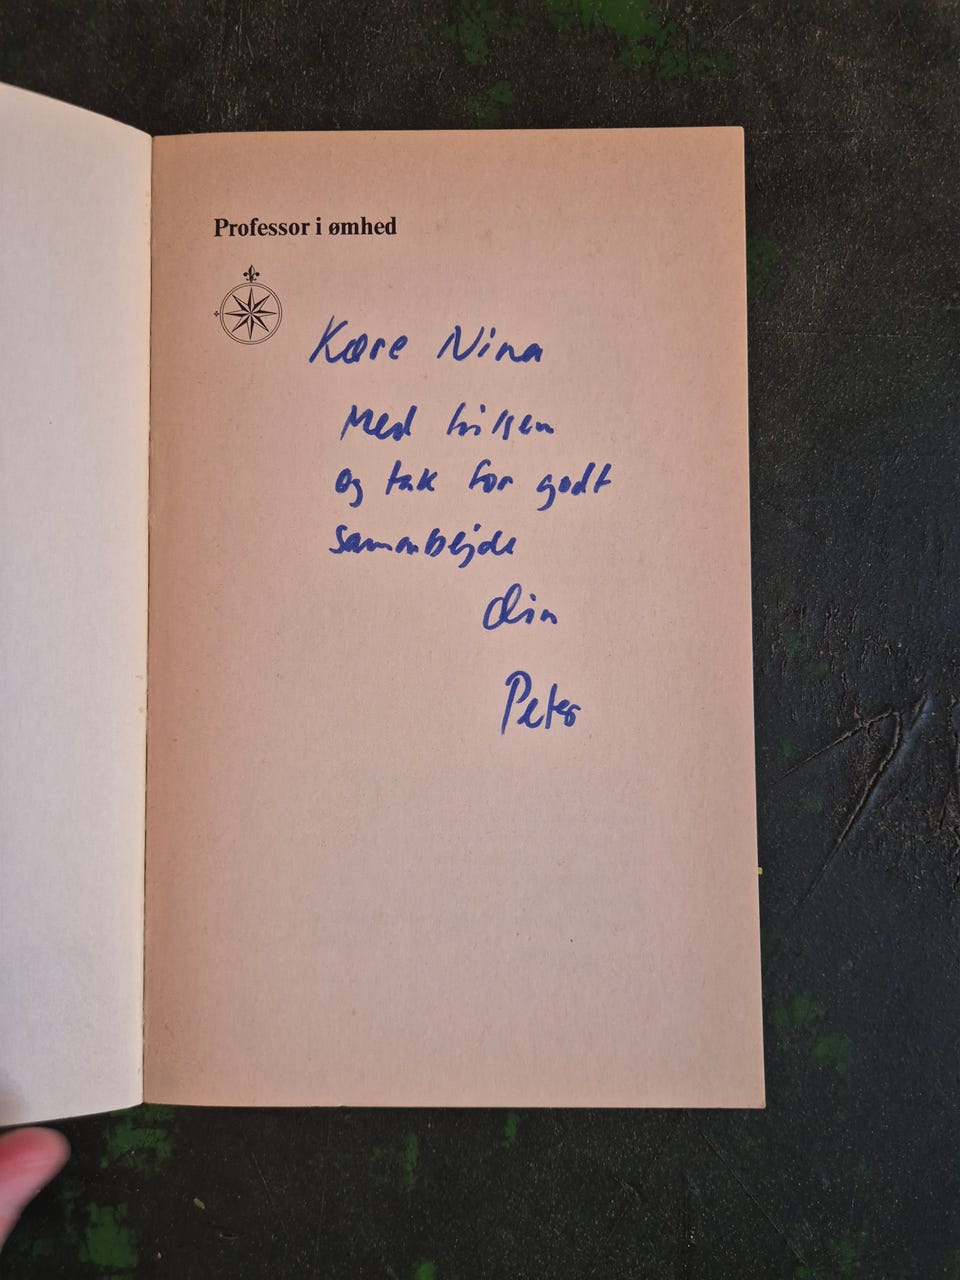 Professor i ømhed
Kære Nina
Med hilsen
og tak for godt
samarbejde
din
Peter